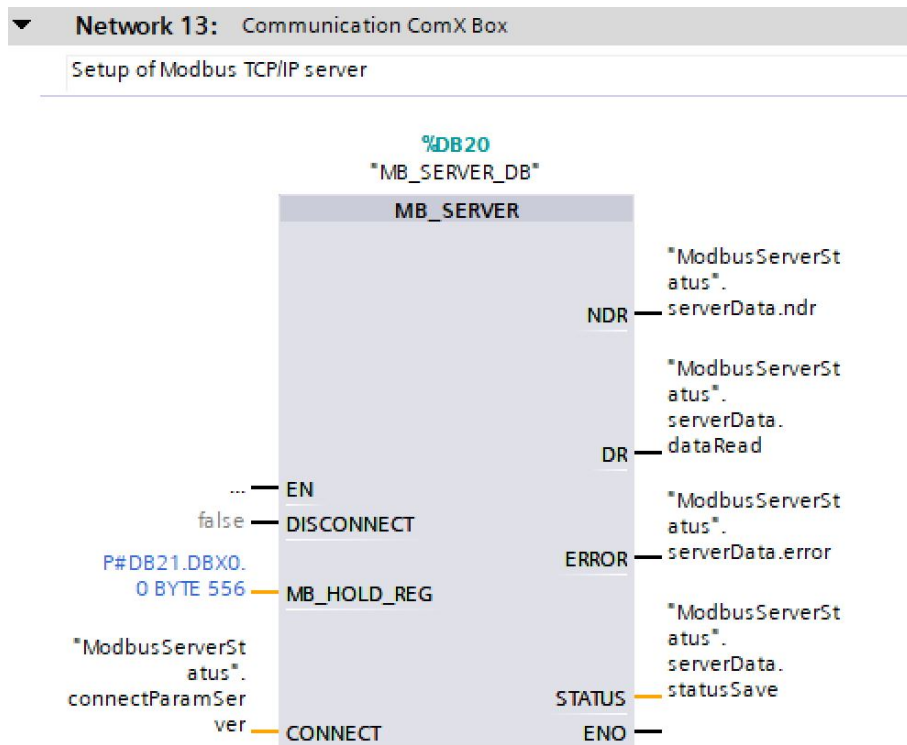 Network 13: Communication ComX Box
Setup of Modbus TCP/IP server
%DB20
"MB_SERVER_DB"
MB_SERVER
"ModbusServerSt
atus".
serverData.ndr
NDR
"ModbusServerSt
atus".
serverData.
dataRead
DR
... EN
false DISCONNECT
"ModbusServerSt
atus".
serverData.error
ERROR
P#DB21.DBX0.
0 BYTE 556
MB_HOLD_REG
"ModbusServerSt
atus".
serverData.
statusSave
STATUS
"ModbusServerSt
atus".
connectParamSer
ver
CONNECT
ENO